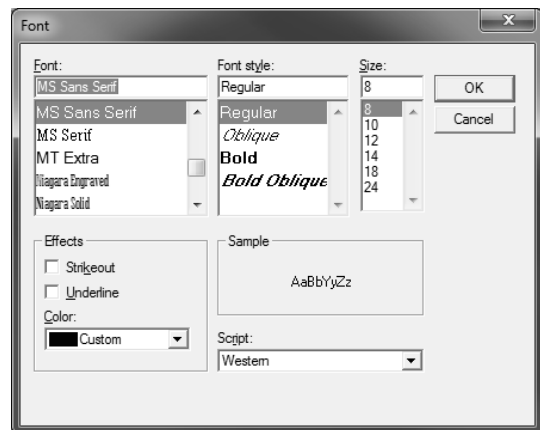 Font
Font:
MS Sans Serif
MS Sans Serif
MS Serif
MT Extra
Niagara Engraved
Niagara Solid
Font style:
Regular
Regular
Oblique
Bold
Bold Oblique
Size:
8
8
10
12
14
18
24
OK
Cancel
Effects
Strikeout
Underline
Color:
Custom
Sample
AaBbYyZz
Script:
Western